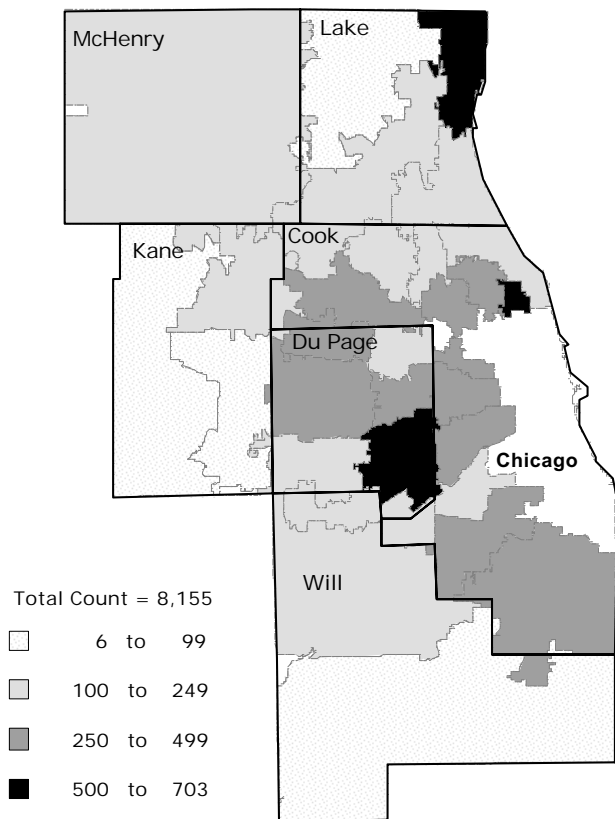 McHenry
Lake
Kane
Cook
Du Page
Chicago
Will
Total Count = 8,155
6 to 99
100 to 249
250 to 499
500 to 703